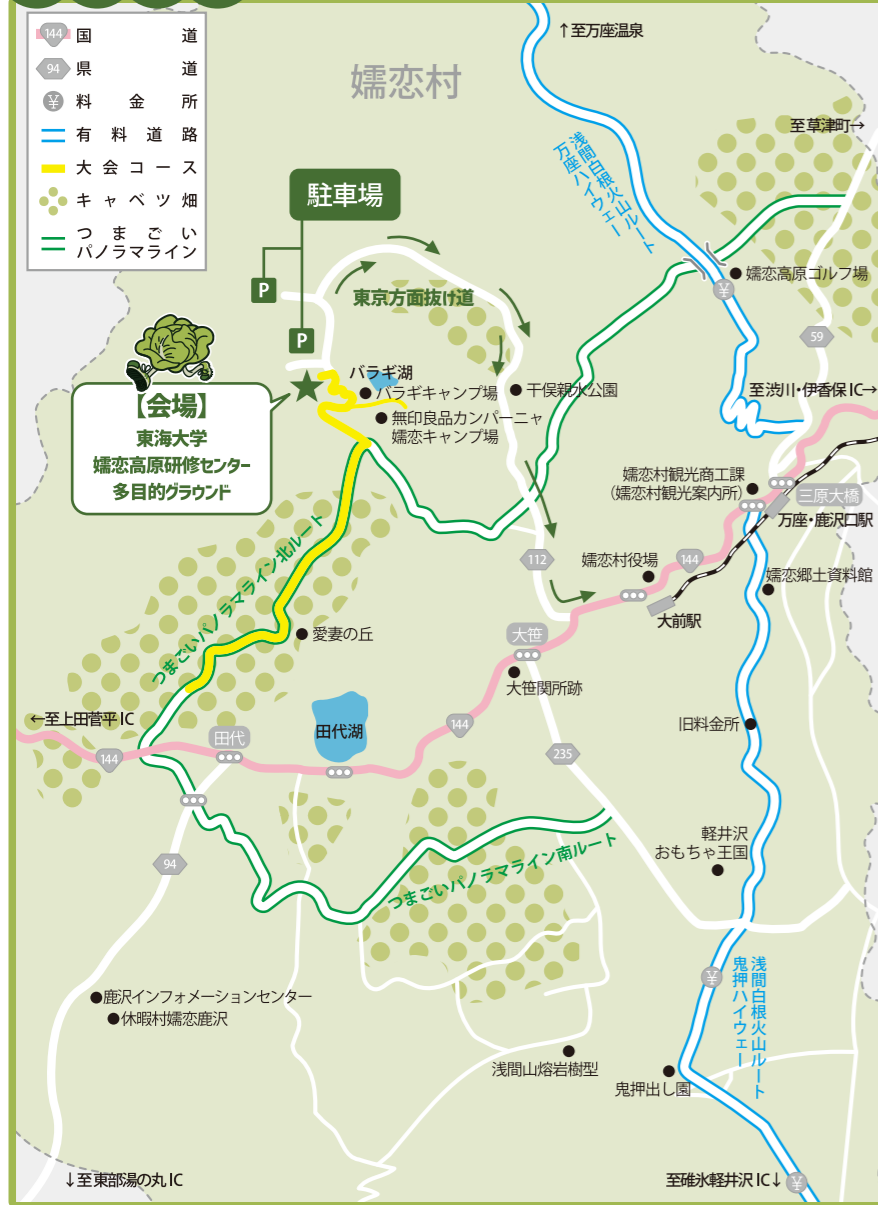 144 国道
94 県道
¥ 料金所
有料道路
大会コース
キャベツ畑
つまごい
パノラマライン
嬬恋村
↑至万座温泉
至草津町→
浅間白根火山ルート
万座ハイウェー
駐車場
P
P
東京方面抜け道
嬬恋高原ゴルフ場
¥
59
バラギ湖
バラギキャンプ場
無印良品カンパーニャ
嬬恋キャンプ場
干俣親水公園
至渋川・伊香保IC→
【会場】
東海大学
嬬恋高原研修センター
多目的グラウンド
嬬恋村観光商工課
(嬬恋村観光案内所)
三原大橋
万座・鹿沢口駅
つまごいパノラマライン北ルート
112
嬬恋村役場
144
嬬恋郷土資料館
大前駅
愛妻の丘
大笹
大笹関所跡
←至上田菅平IC
田代
田代湖
144
144
旧料金所
235
94
軽井沢
おもちゃ王国
つまごいパノラマライン南ルート
浅間白根火山ルート
鬼押ハイウェー
¥
鹿沢インフォメーションセンター
休暇村嬬恋鹿沢
浅間山熔岩樹型
鬼押出し園
↓至東部湯の丸IC
至碓氷軽井沢IC↓
¥